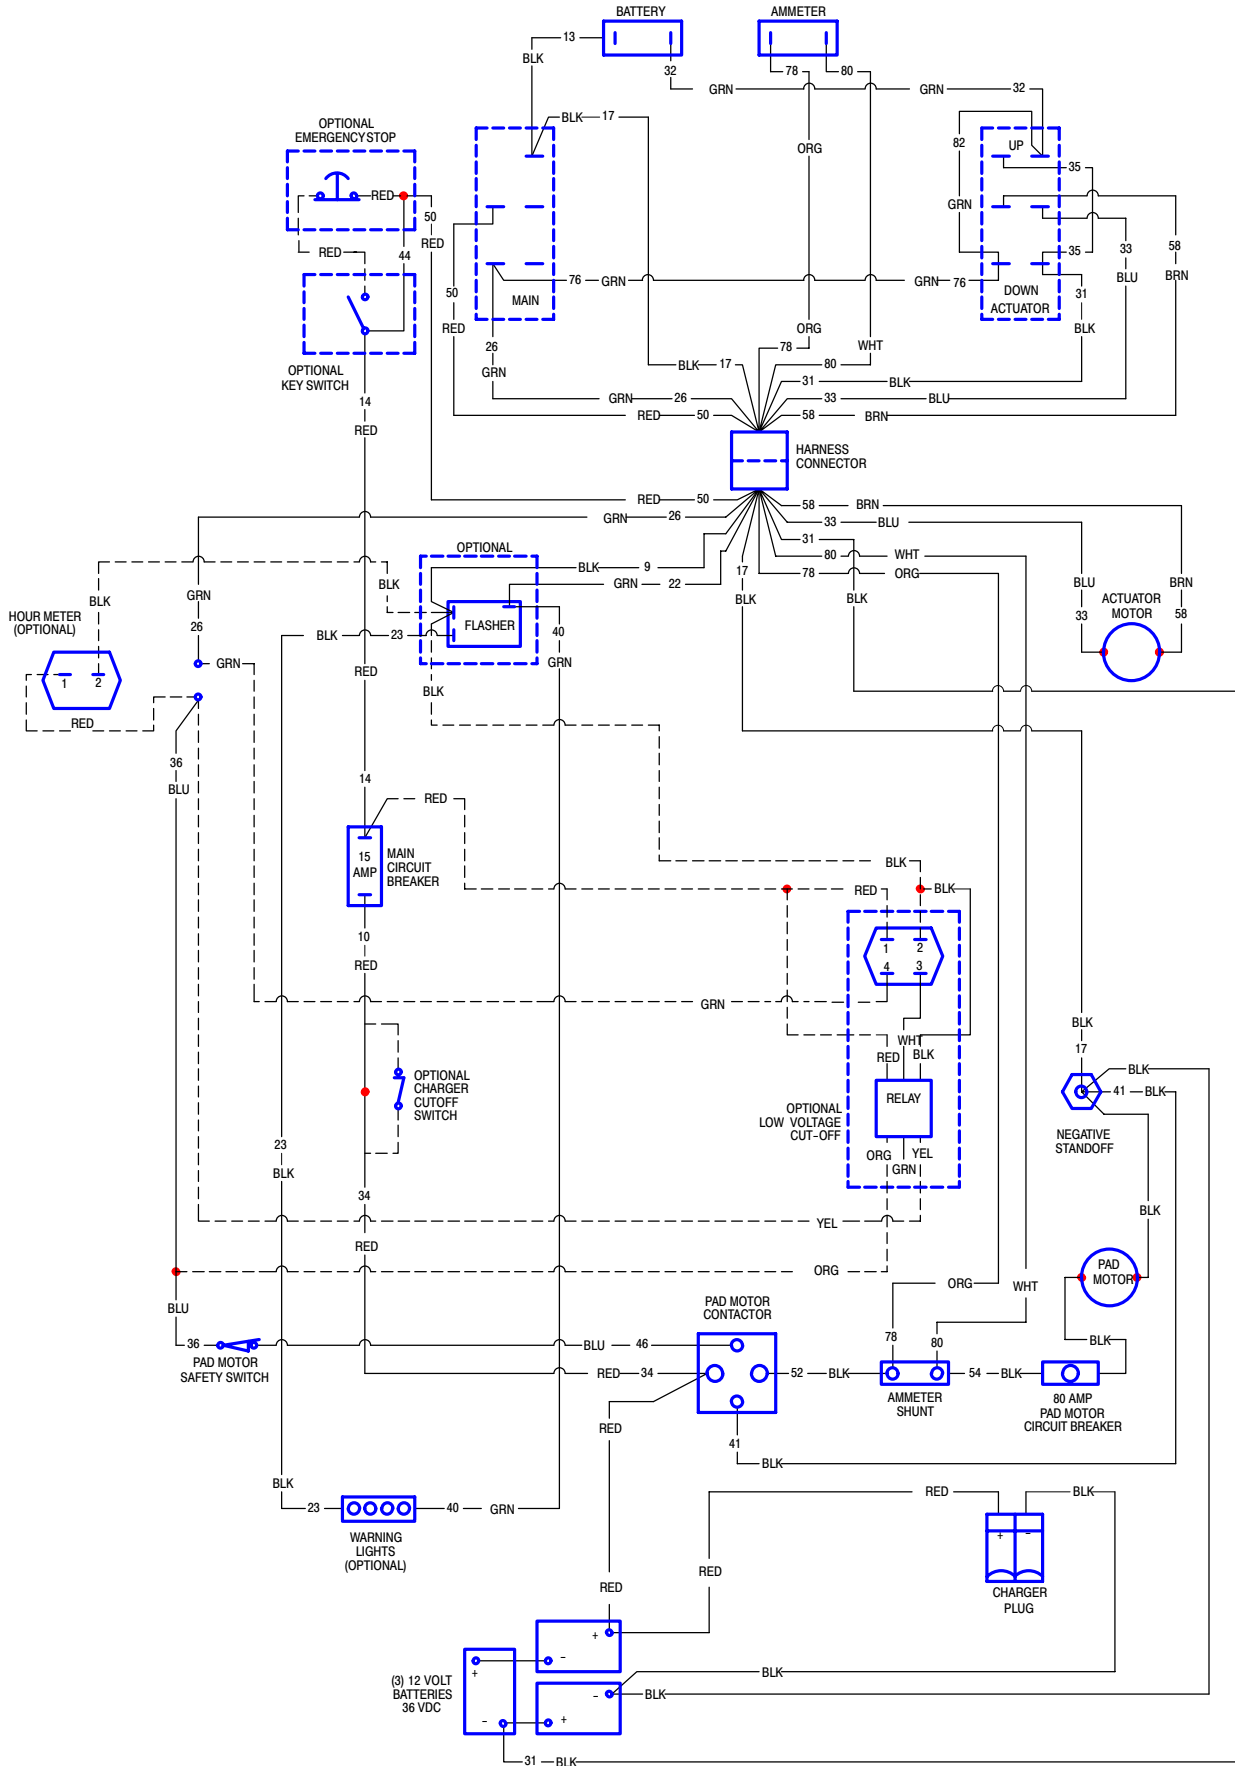 BATTERY
AMMETER
13
BLK
32
78
80
GRN
GRN
32
OPTIONAL
EMERGENCY STOP
BLK
17
ORG
82
UP
35
RED
50
RED
GRN
RED
44
35
33
BLU
58
BRN
50
RED
MAIN
76
GRN
GRN
76
DOWN
ACTUATOR
31
BLK
26
GRN
ORG
78
WHT
OPTIONAL
KEY SWITCH
BLK
17
80
31
BLK
14
RED
GRN
26
33
BLU
RED
50
58
BRN
HARNESS
CONNECTOR
RED
50
58
BRN
GRN
26
33
BLU
31
OPTIONAL
80
WHT
BLK
9
17
78
ORG
BLK
GRN
22
BLK
BLK
BLK
GRN
BLU
BRN
HOUR METER
(OPTIONAL)
26
ACTUATOR
MOTOR
33
58
FLASHER
BLK
23
40
GRN
GRN
RED
1
2
BLK
RED
36
BLU
14
RED
15
AMP
MAIN
CIRCUIT
BREAKER
BLK
RED
BLK
10
RED
1
2
4
3
GRN
BLK
17
WHT
RED
BLK
OPTIONAL
CHARGER
CUTOFF
SWITCH
RELAY
BLK
41
BLK
OPTIONAL
LOW VOLTAGE
CUT-OFF
NEGATIVE
STANDOFF
23
BLK
ORG
YEL
GRN
34
BLK
YEL
RED
ORG
PAD
MOTOR
ORG
WHT
BLU
PAD MOTOR
CONTACTOR
36
BLU
46
78
80
BLK
PAD MOTOR
SAFETY SWITCH
RED
34
52
BLK
54
BLK
AMMETER
SHUNT
80 AMP
PAD MOTOR
CIRCUIT BREAKER
RED
41
BLK
BLK
RED
BLK
23
40
GRN
WARNING
LIGHTS
(OPTIONAL)
+
-
RED
RED
CHARGER
PLUG
+
-
+
(3) 12 VOLT
BATTERIES
36 VDC
BLK
-
BLK
-
+
31
BLK